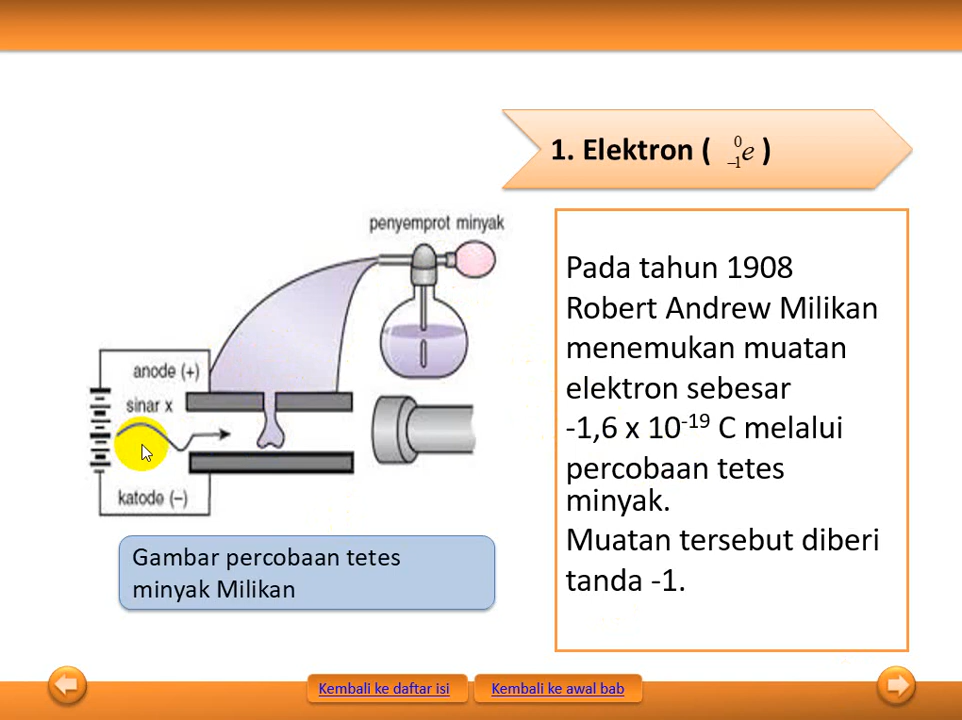 1. Elektron ( ⁰₋₁e )
penyemprot minyak
anode (+)
sinar x
katode (–)
Gambar percobaan tetes
minyak Milikan
Pada tahun 1908
Robert Andrew Milikan
menemukan muatan
elektron sebesar
-1,6 x 10⁻¹⁹ C melalui
percobaan tetes
minyak.
Muatan tersebut diberi
tanda -1.
Kembali ke daftar isi
Kembali ke awal bab